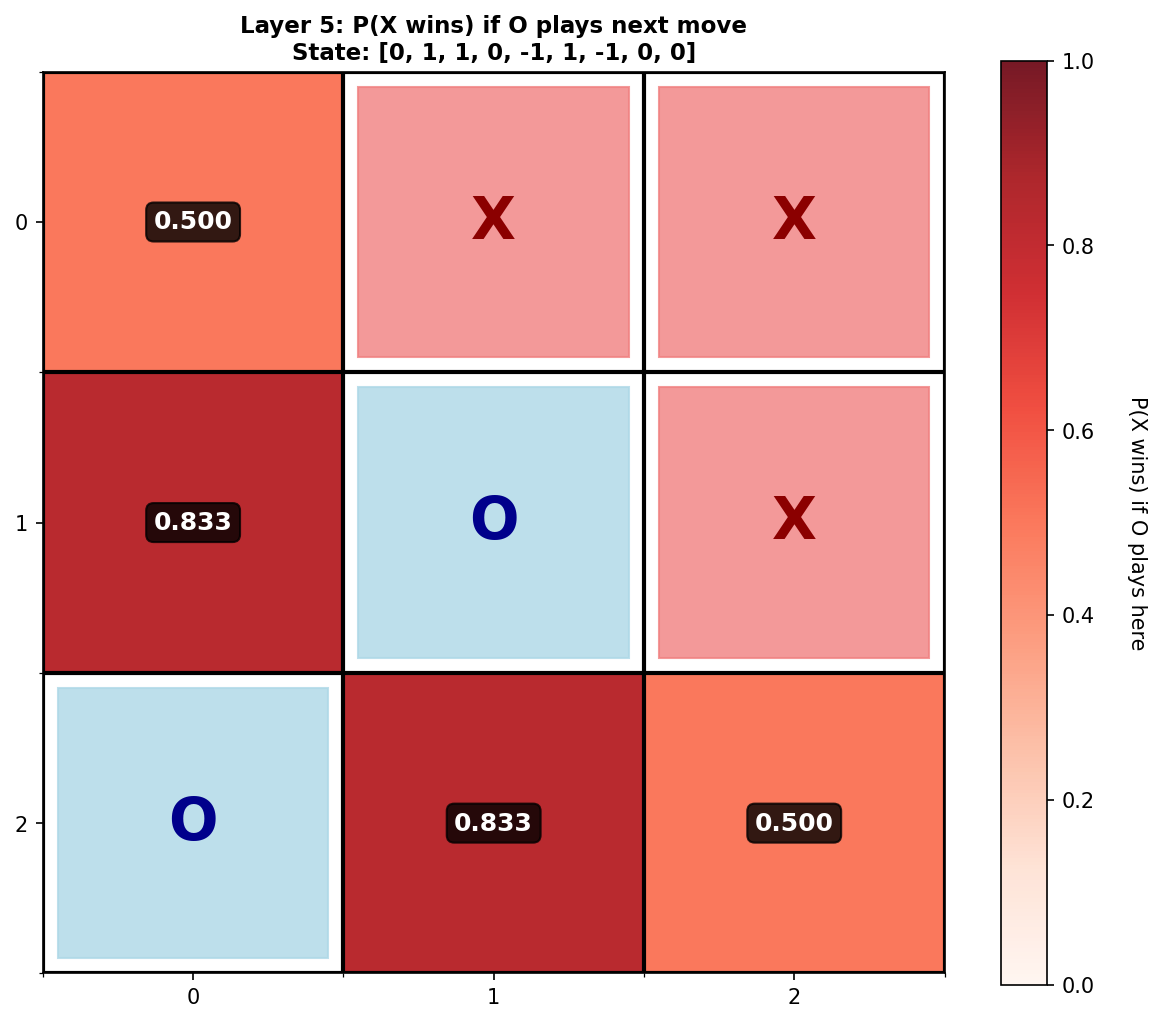 Layer 5: P(X wins) if O plays next move
State: [0, 1, 1, 0, -1, 1, -1, 0, 0]
0
0.500
X
X
1
0.833
O
X
2
O
0.833
0.500
0
1
2
1.0
0.8
0.6
0.4
0.2
0.0
P(X wins) if O plays here